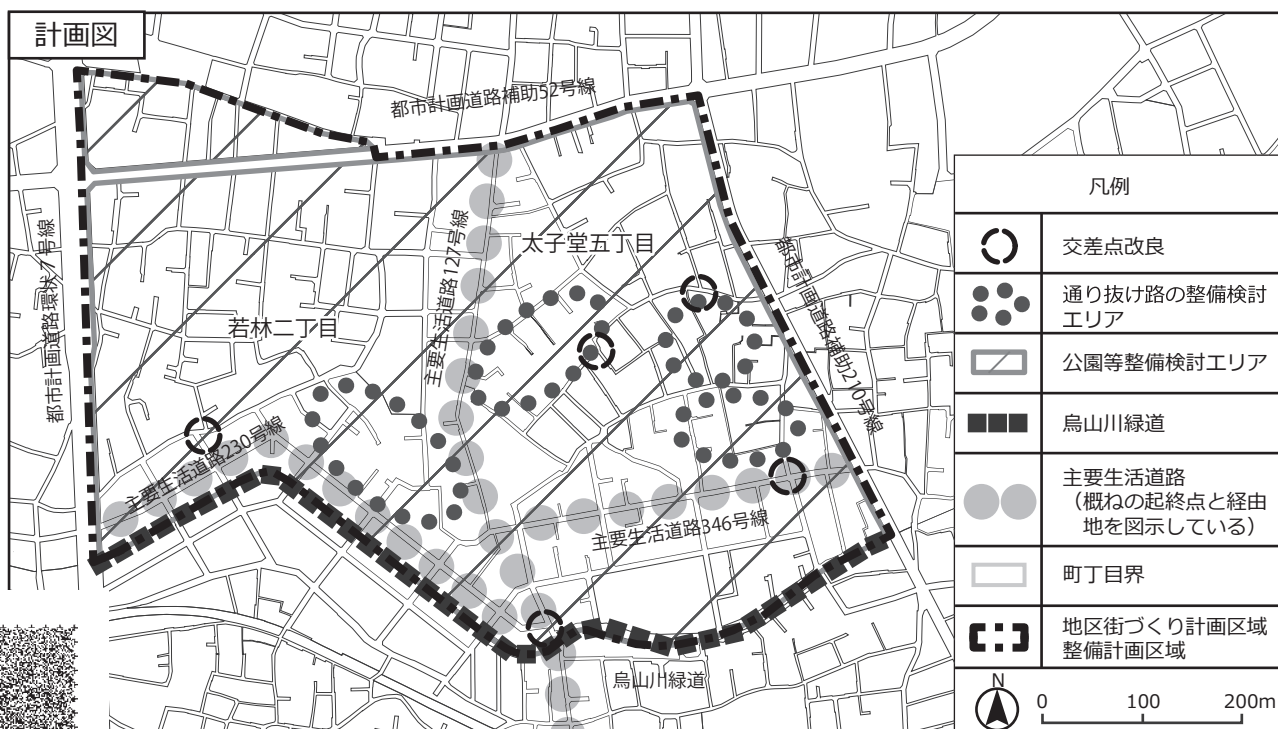 計画図
都市計画道路補助52号線
都市計画道路環状7号線
主要生活道路127号線
太子堂五丁目
若林二丁目
都市計画道路補助210号線
主要生活道路230号線
主要生活道路346号線
烏山川緑道
凡例
交差点改良
通り抜け路の整備検討
エリア
公園等整備検討エリア
烏山川緑道
主要生活道路
（概ねの起終点と経由
地を図示している）
町丁目界
地区街づくり計画区域
整備計画区域
N
0 100 200m